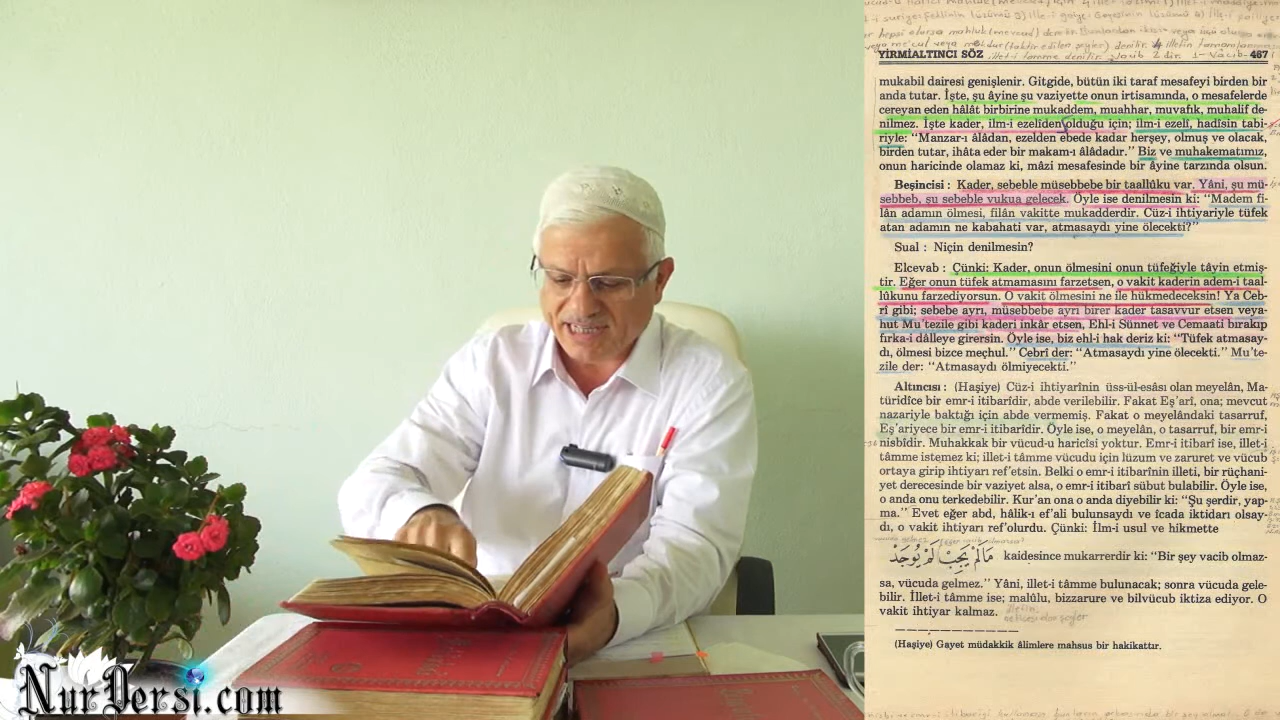 YİRMİALTINCI SÖZ 467
mukabil dairesi genişlenir. Gitgide, bütün iki taraf mesafeyi birden bir
anda tutar. İşte, şu âyine şu vaziyette onun irtisamında, o mesafelerde
cereyan eden hâlât birbirine mukaddem, muahhar, muvafık, muhalif de-
nilmez. İşte kader, ilm-i ezelîden olduğu için; ilm-i ezelî, hadîsin tabi-
riyle: “Manzar-ı âlâdan, ezelden ebede kadar herşey, olmuş ve olacak,
birden tutar, ihâta eder bir makam-ı âlâdadır.” Biz ve muhakematımız,
onun haricinde olamaz ki, mâzi mesafesinde bir âyine tarzında olsun.
Beşincisi : Kader, sebeble müsebbebe bir taallûku var. Yâni, şu mü-
sebbeb, şu sebeble vukua gelecek. Öyle ise denilmesin ki: “Madem fi-
lân adamın ölmesi, filân vakitte mukadderdir. Cüz-i ihtiyariyle tüfek
atan adamın ne kabahati var, atmasaydı yine ölecekti?”
Sual : Niçin denilmesin?
Elcevab : Çünki: Kader, onun ölmesini onun tüfeğiyle tâyin etmiş-
tir. Eğer onun tüfek atmamasını farzetsen, o vakit kaderin adem-i taal-
lûkunu farzediyorsun. O vakit ölmesini ne ile hükmedeceksin! Ya Ceb-
rî gibi; sebebe ayrı, müsebbebe ayrı birer kader tasavvur etsen veya-
hut Mu'tezile gibi kaderi inkâr etsen, Ehl-i Sünnet ve Cemaati bırakıp
fırka-i dâlleye girersin. Öyle ise, biz ehl-i hak deriz ki: “Tüfek atmasay-
dı, ölmesi bizce meçhul.” Cebrî der: “Atmasaydı yine ölecekti.” Mu'te-
zile der: “Atmasaydı ölmiyecekti.”
Altıncısı : (Haşiye) Cüz-i ihtiyarînin üss-ül-esâsı olan meyelân, Ma-
türîdîce bir emr-i itibarîdir, abde verilebilir. Fakat Eş'arî, ona; mevcut
nazariyle baktığı için abde vermemiş. Fakat o meyelândaki tasarruf,
Eş'ariyece bir emr-i itibarîdir. Öyle ise, o meyelân, o tasarruf, bir emr-i
nisbîdir. Muhakkak bir vücud-u haricîsi yoktur. Emr-i itibarî ise, illet-i
tâmme istemez ki; illet-i tâmme vücudu için lüzum ve zaruret ve vücub
ortaya girip ihtiyarı ref'etsin. Belki o emr-i itibarînin illeti, bir rüçhani-
yet derecesinde bir vaziyet alsa, o emr-i itibarî sübut bulabilir. Öyle ise,
o anda onu terkedebilir. Kur'an ona o anda diyebilir ki: “Şu şerdir, yap-
ma.” Evet eğer abd, hâlik-ı ef'ali bulunsaydı ve îcada iktidarı olsay-
dı, o vakit ihtiyarı ref'olurdu. Çünki: İlm-i usul ve hikmette
مَالَمْ يَجِبْ لَمْ يُوجَدْ kaidesince mukarrerdir ki: “Bir şey vacib olmaz-
sa, vücuda gelmez.” Yâni, illet-i tâmme bulunacak; sonra vücuda gele-
bilir. İllet-i tâmme ise; malûlu, bizzarure ve bilvücub iktiza ediyor. O
vakit ihtiyar kalmaz.
(Haşiye) Gayet müdakkik âlimlere mahsus bir hakikattır.
NurDersi.com